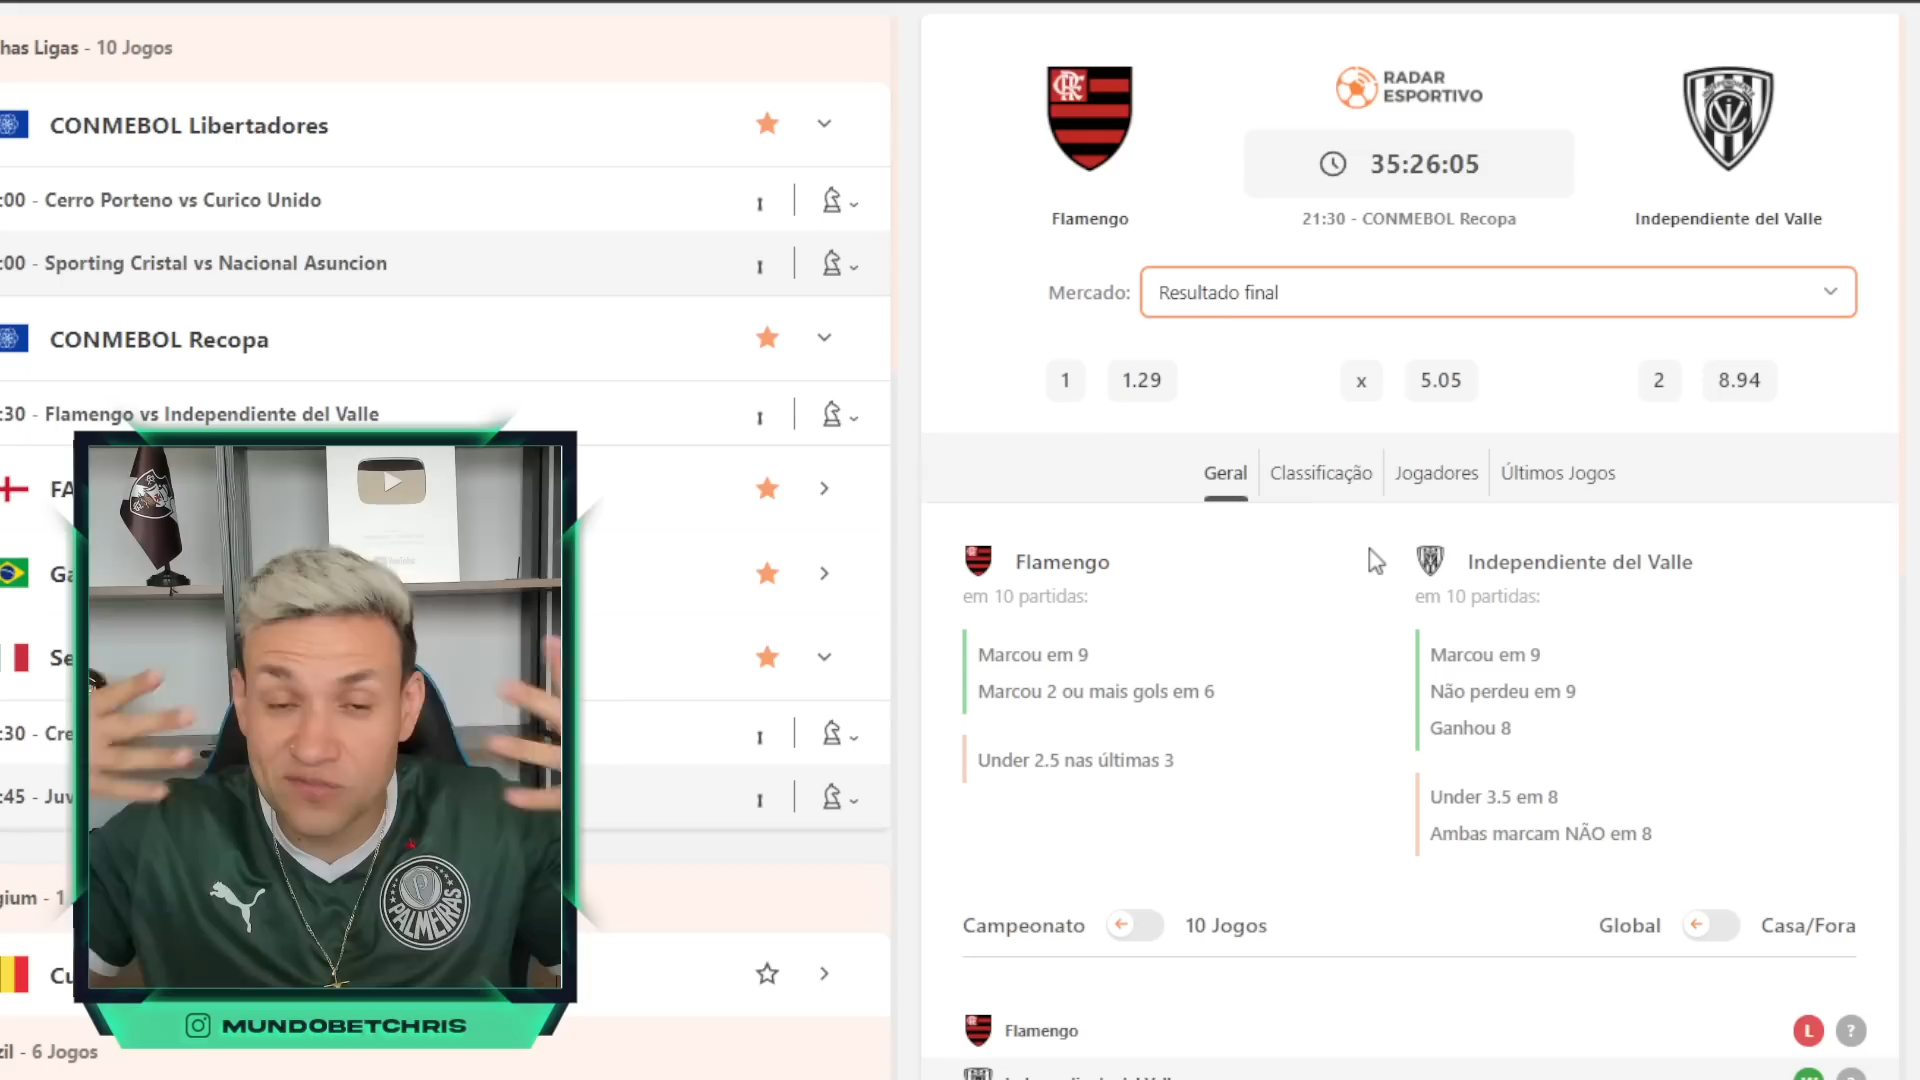 has Ligas - 10 Jogos
CONMEBOL Libertadores
:00 - Cerro Porteno vs Curico Unido
:00 - Sporting Cristal vs Nacional Asuncion
CONMEBOL Recopa
:30 - Flamengo vs Independiente del Valle
FA
Ga
Se
:30 - Cre
:45 - Juv
gium - 1
Cu
zil - 6 Jogos
PALMEIRAS
MUNDOBETCHRIS
RADAR
ESPORTIVO
35:26:05
Flamengo
21:30 - CONMEBOL Recopa
Independiente del Valle
Mercado:
Resultado final
1 1.29 x 5.05 2 8.94
Geral Classificação Jogadores Últimos Jogos
Flamengo
em 10 partidas:
Marcou em 9
Marcou 2 ou mais gols em 6
Under 2.5 nas últimas 3
Independiente del Valle
em 10 partidas:
Marcou em 9
Não perdeu em 9
Ganhou 8
Under 3.5 em 8
Ambas marcam NÃO em 8
Campeonato 10 Jogos Global Casa/Fora
Flamengo L ?